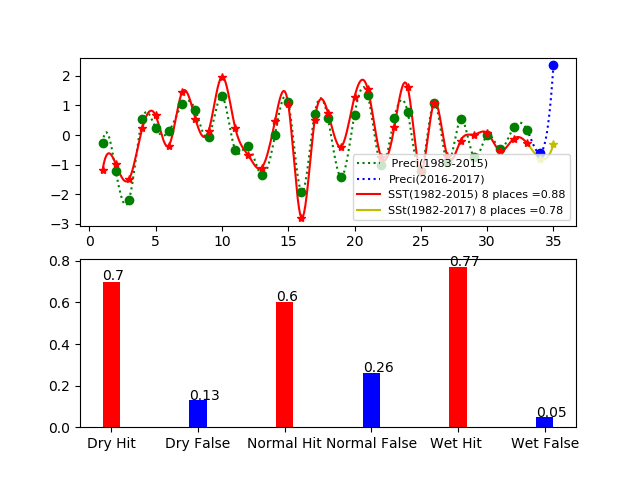 2
1
0
−1
−2
−3
Preci(1983-2015)
Preci(2016-2017)
SST(1982-2015) 8 places =0.88
SSt(1982-2017) 8 places =0.78
0 5 10 15 20 25 30 35
0.8
0.6
0.4
0.2
0.0
0.7
0.13
0.6
0.26
0.77
0.05
Dry Hit Dry False Normal Hit Normal False Wet Hit Wet False